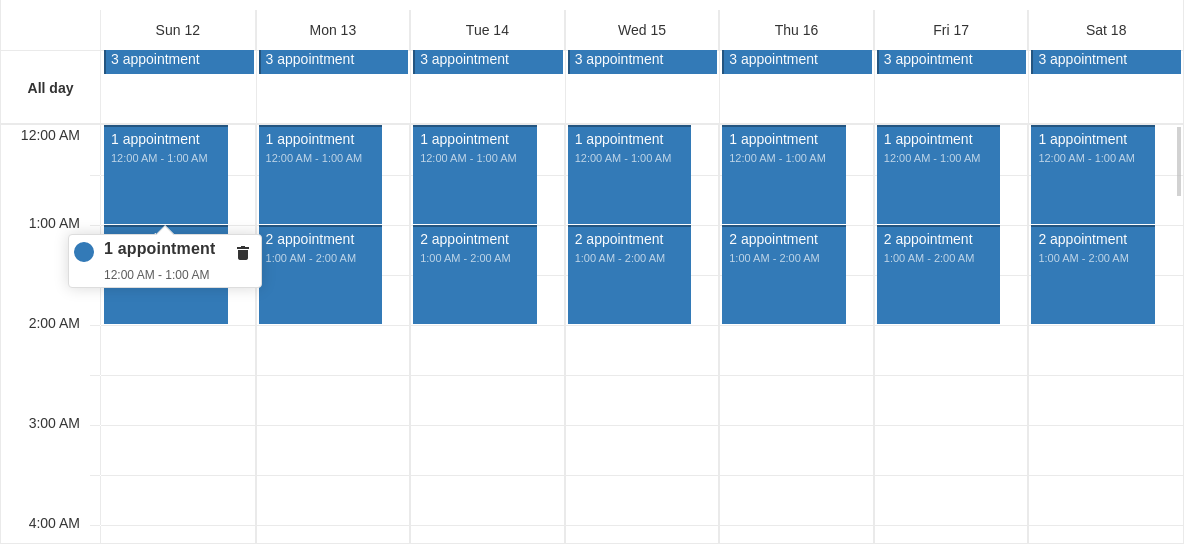 Sun 12
Mon 13
Tue 14
Wed 15
Thu 16
Fri 17
Sat 18
All day
3 appointment
3 appointment
3 appointment
3 appointment
3 appointment
3 appointment
3 appointment
12:00 AM
1 appointment
12:00 AM - 1:00 AM
1 appointment
12:00 AM - 1:00 AM
1 appointment
12:00 AM - 1:00 AM
1 appointment
12:00 AM - 1:00 AM
1 appointment
12:00 AM - 1:00 AM
1 appointment
12:00 AM - 1:00 AM
1 appointment
12:00 AM - 1:00 AM
1:00 AM
1 appointment
12:00 AM - 1:00 AM
2 appointment
1:00 AM - 2:00 AM
2 appointment
1:00 AM - 2:00 AM
2 appointment
1:00 AM - 2:00 AM
2 appointment
1:00 AM - 2:00 AM
2 appointment
1:00 AM - 2:00 AM
2 appointment
1:00 AM - 2:00 AM
2:00 AM
3:00 AM
4:00 AM